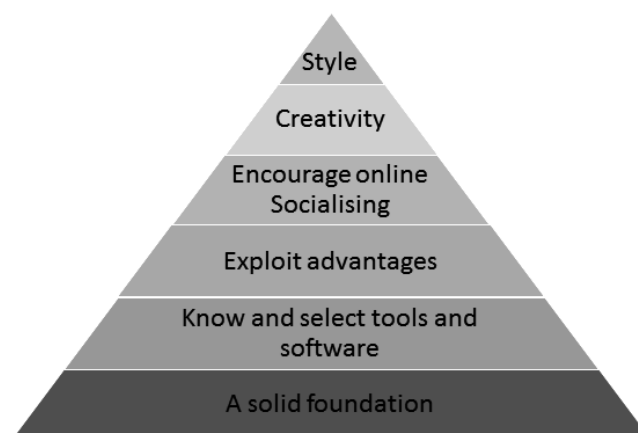 Style
Creativity
Encourage online
Socialising
Exploit advantages
Know and select tools and
software
A solid foundation